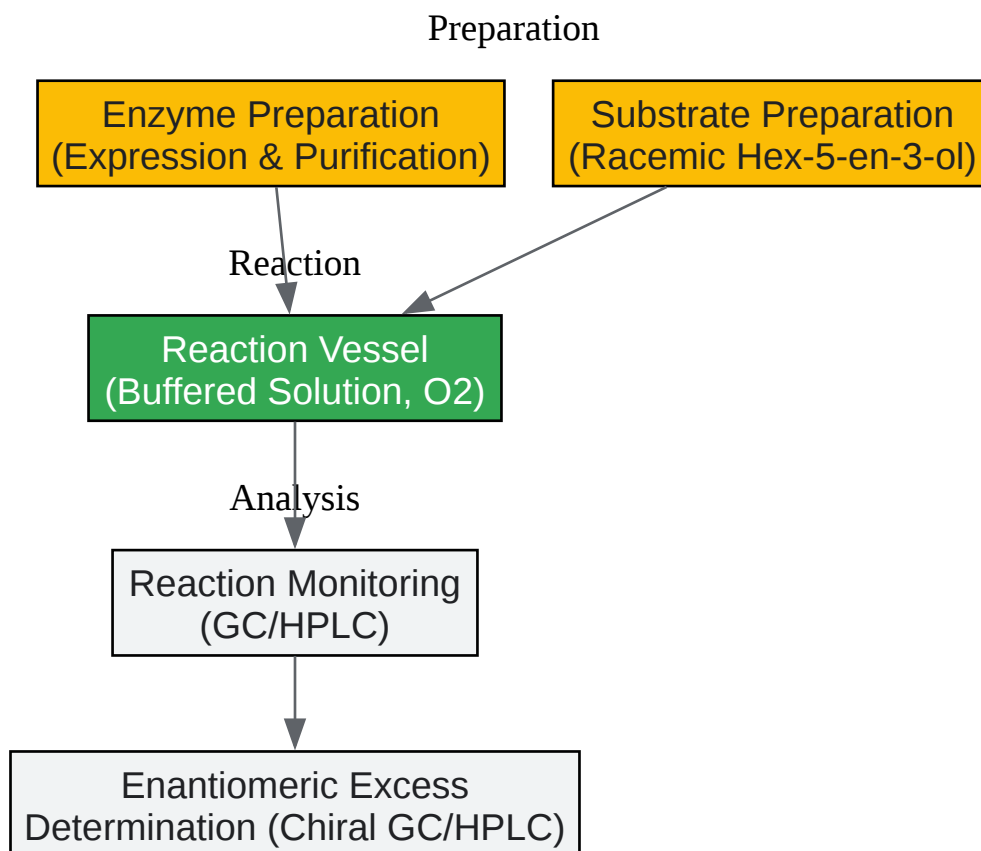 Preparation
Enzyme Preparation
(Expression & Purification)
Substrate Preparation
(Racemic Hex-5-en-3-ol)
Reaction
Reaction Vessel
(Buffered Solution, O2)
Analysis
Reaction Monitoring
(GC/HPLC)
Enantiomeric Excess
Determination (Chiral GC/HPLC)